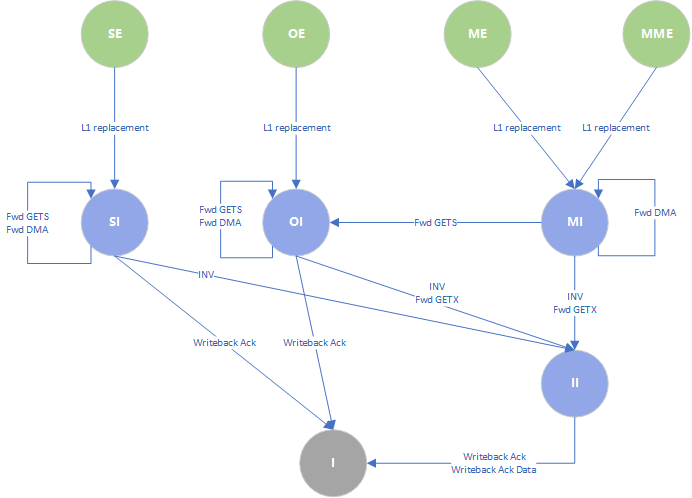 SE
OE
ME
MME
L1 replacement
L1 replacement
L1 replacement
L1 replacement
Fwd GETS
Fwd DMA
SI
Fwd GETS
Fwd DMA
OI
Fwd GETS
MI
Fwd DMA
INV
INV
Fwd GETX
INV
Fwd GETX
Writeback Ack
Writeback Ack
II
I
Writeback Ack
Writeback Ack Data